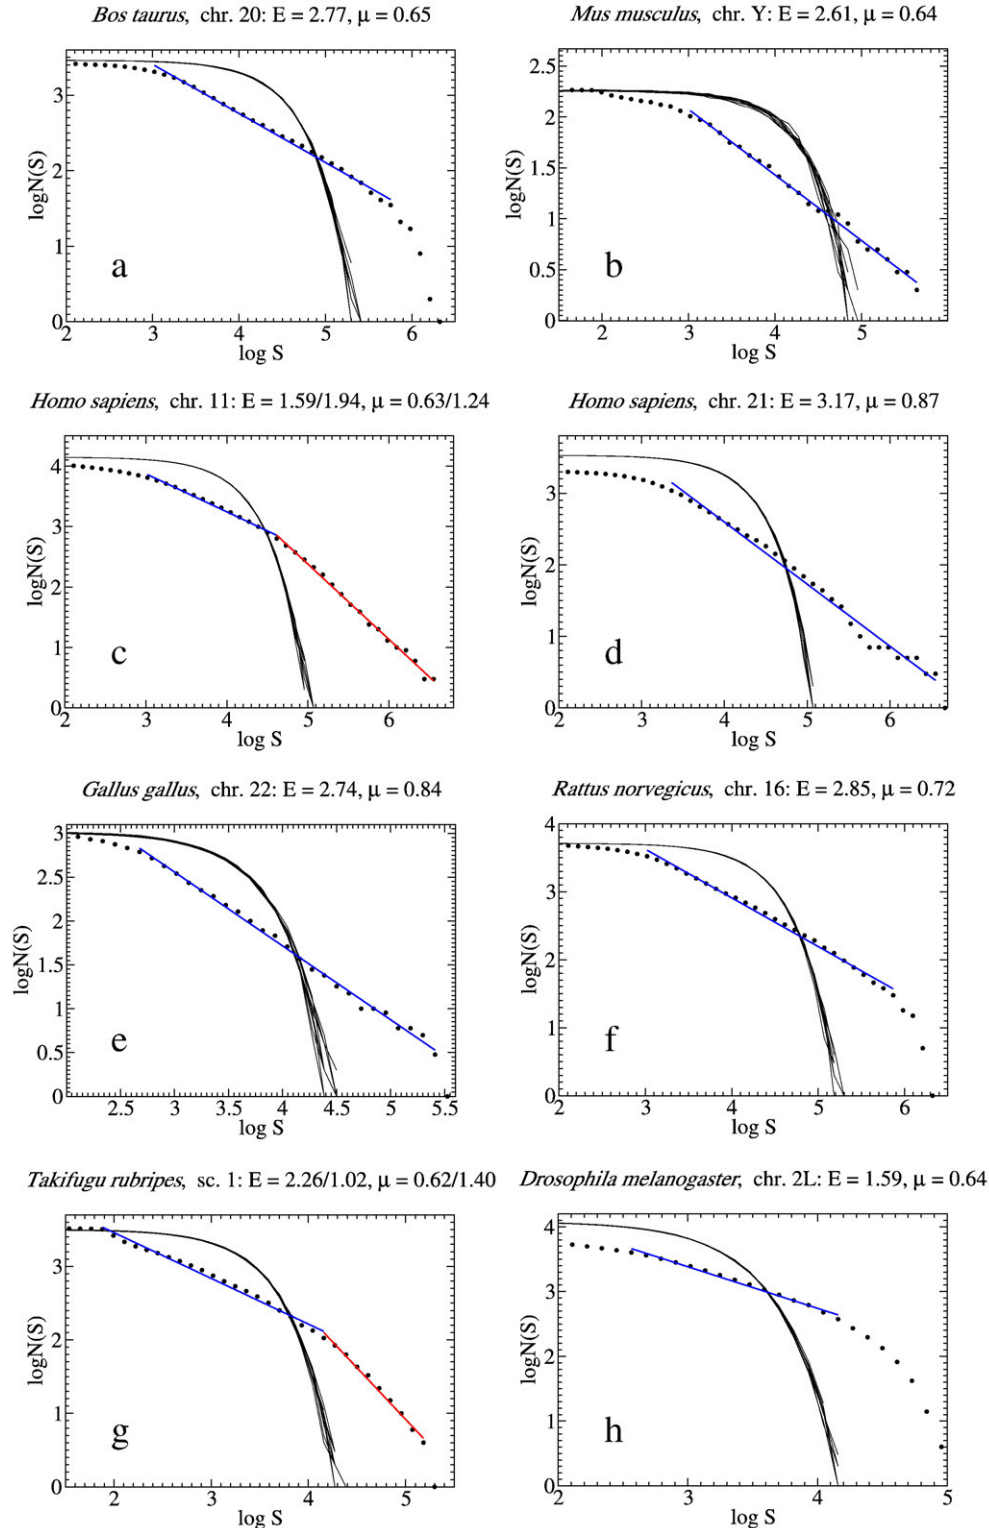 Bos taurus, chr. 20: E = 2.77, μ = 0.65
Mus musculus, chr. Y: E = 2.61, μ = 0.64
logN(S)
3
2
1
0
2
3
4
5
6
log S
a
logN(S)
2.5
2
1.5
1
0.5
0
2
3
4
5
log S
b
Homo sapiens, chr. 11: E = 1.59/1.94, μ = 0.63/1.24
Homo sapiens, chr. 21: E = 3.17, μ = 0.87
logN(S)
4
3
2
1
0
2
3
4
5
6
log S
c
logN(S)
3
2
1
0
2
3
4
5
6
log S
d
Gallus gallus, chr. 22: E = 2.74, μ = 0.84
Rattus norvegicus, chr. 16: E = 2.85, μ = 0.72
logN(S)
3
2.5
2
1.5
1
0.5
0
2.5
3
3.5
4
4.5
5
5.5
log S
e
logN(S)
4
3
2
1
0
2
3
4
5
6
log S
f
Takifugu rubripes, sc. 1: E = 2.26/1.02, μ = 0.62/1.40
Drosophila melanogaster, chr. 2L: E = 1.59, μ = 0.64
logN(S)
3
2
1
0
2
3
4
5
log S
g
logN(S)
4
3
2
1
0
2
3
4
5
log S
h